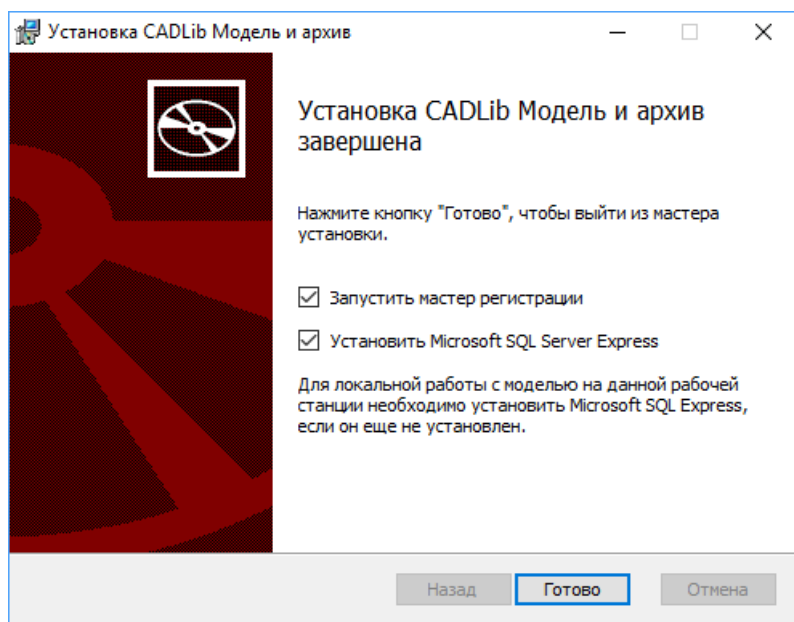 Установка CADLib Модель и архив
Установка CADLib Модель и архив
завершена
Нажмите кнопку "Готово", чтобы выйти из мастера
установки.
Запустить мастер регистрации
Установить Microsoft SQL Server Express
Для локальной работы с моделью на данной рабочей
станции необходимо установить Microsoft SQL Express,
если он еще не установлен.
Назад
Готово
Отмена